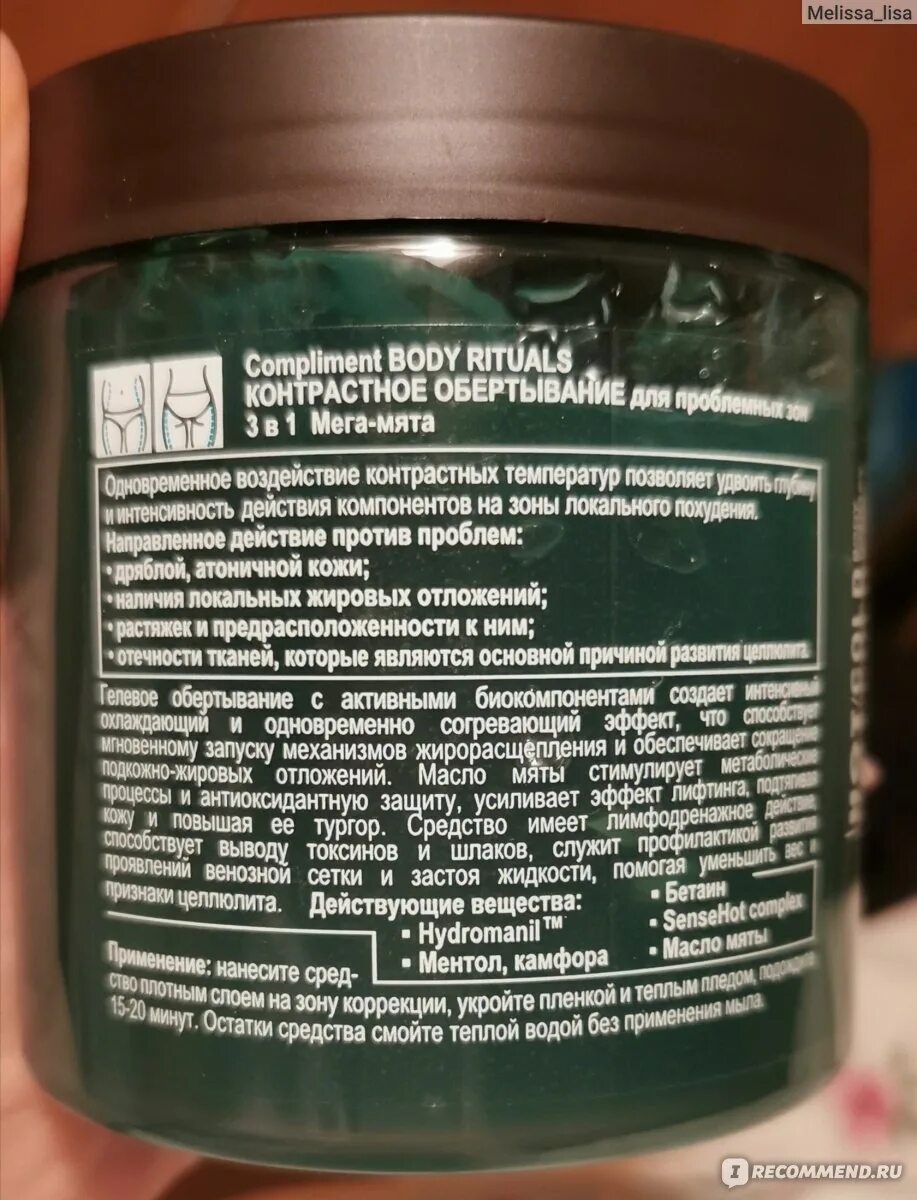 Melissa_lisa
Compliment BODY RITUALS
КОНТРАСТНОЕ ОБЕРТЫВАНИЕ для проблемных зон
3 в 1 Мега-мята
Одновременное воздействие контрастных температур позволяет удвоить глубину
и интенсивность действия компонентов на зоны локального похудения.
Направленное действие против проблем:
•дряблой, атоничной кожи;
•наличия локальных жировых отложений;
•растяжек и предрасположенности к ним;
•отечности тканей, которые являются основной причиной развития целлюлита.
Гелевое обертывание с активными биокомпонентами создает интенсивный
охлаждающий и одновременно согревающий эффект, что способствует
мгновенному запуску механизмов жирорасщепления и обеспечивает сокращение
подкожно-жировых отложений. Масло мяты стимулирует метаболические
процессы и антиоксидантную защиту, усиливает эффект лифтинга, подтягивая
кожу и повышая ее тургор. Средство имеет лимфодренажное действие,
способствует выводу токсинов и шлаков, служит профилактикой развития
проявлений венозной сетки и застоя жидкости, помогая уменьшить вес и
признаки целлюлита. Действующие вещества:
▪ Hydromanil™
▪ Ментол, камфора
▪ Бетаин
▪ SenseHot complex
▪ Масло мяты
Применение: нанесите сред-
ство плотным слоем на зону коррекции, укройте пленкой и теплым пледом, подождите
15-20 минут. Остатки средства смойте теплой водой без применения мыла.
I RECOMMEND.RU